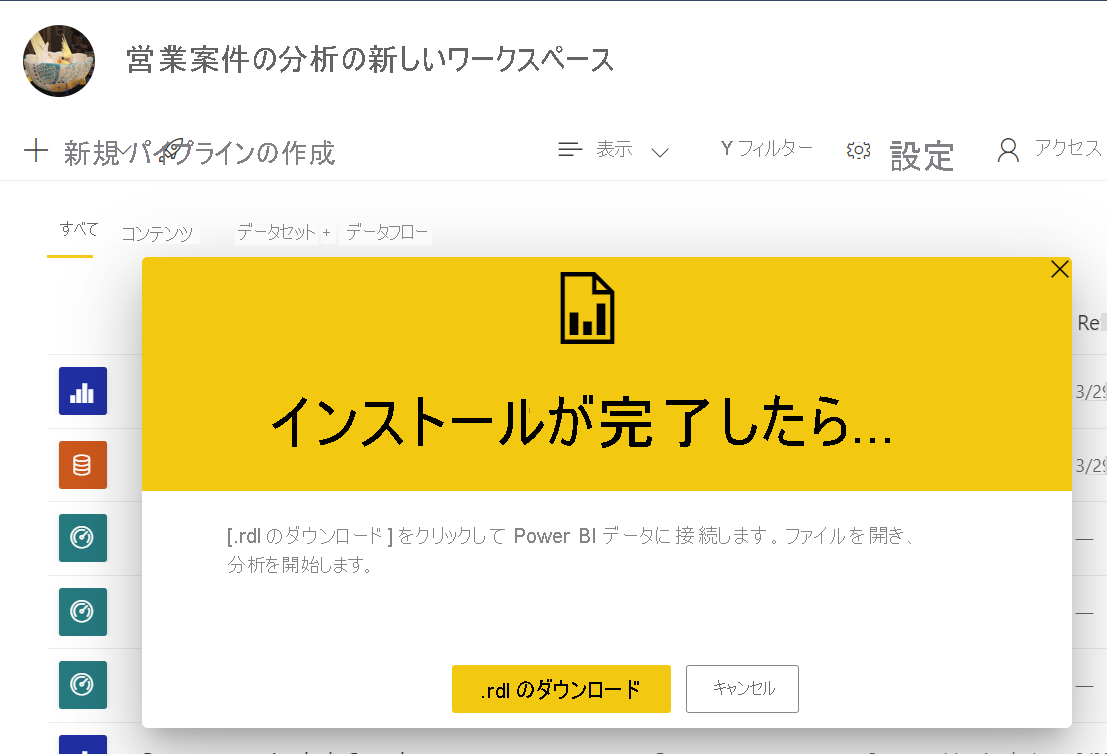 営業案件の分析の新しいワークスペース
新規 パイプラインの作成
表示
Y フィルター
設定
アクセス
すべて
コンテンツ
データセット + データフロー
Re
インストールが完了したら...
3/29
3/29
[.rdl のダウンロード] をクリックして Power BI データに接続します。ファイルを開き、
分析を開始します。
—
—
—
.rdl のダウンロード
キャンセル